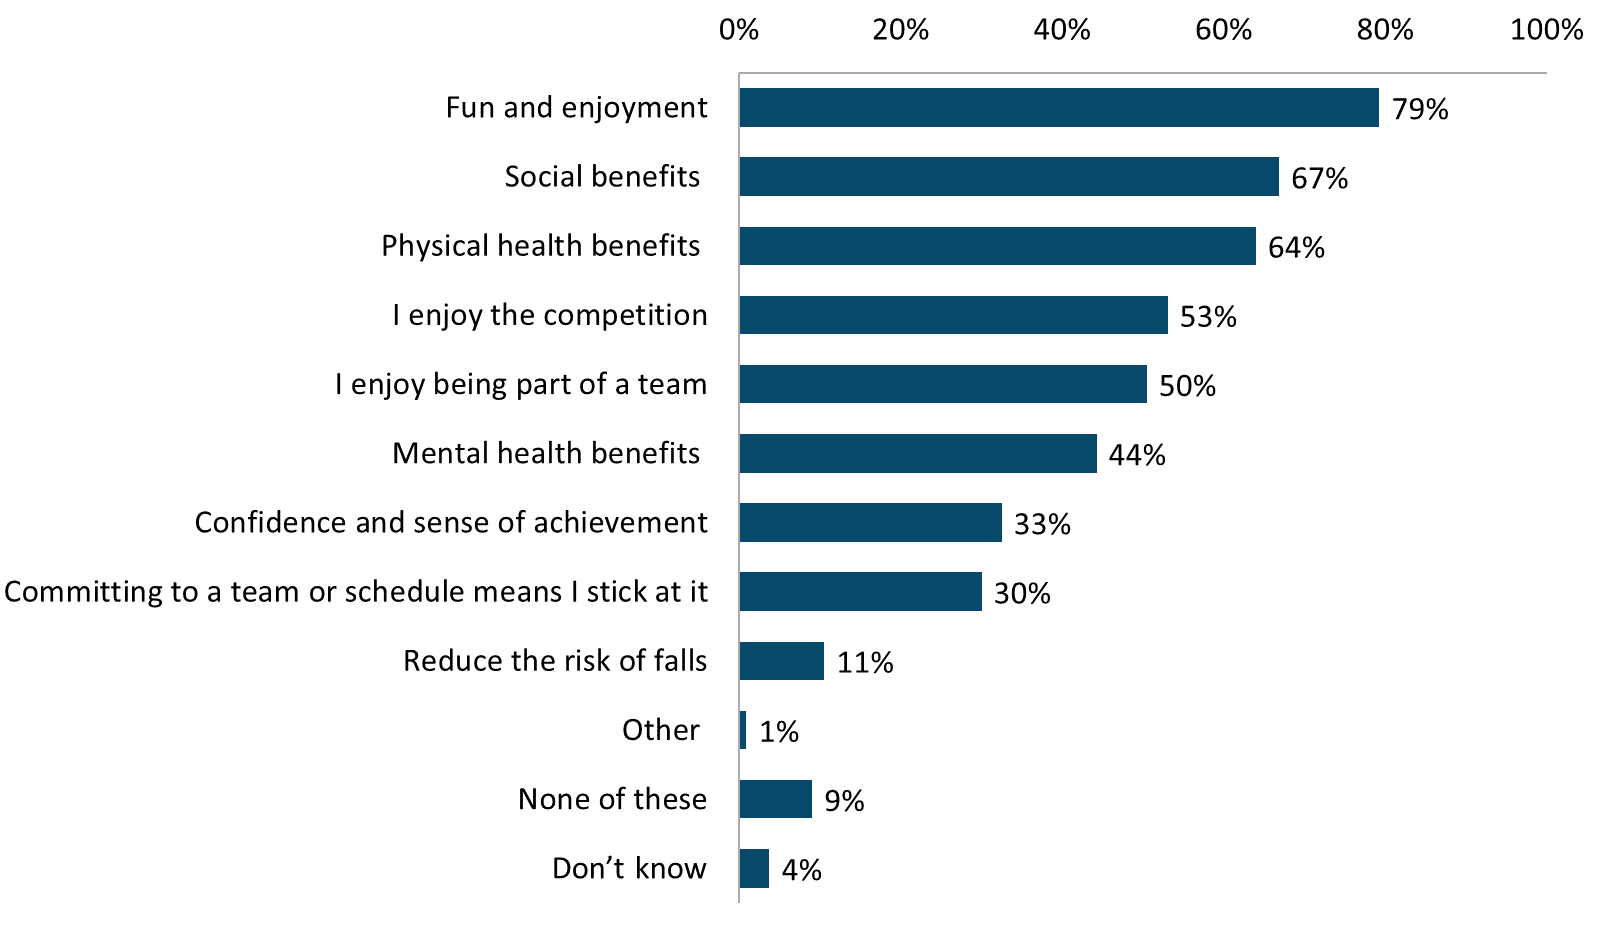 0% 20% 40% 60% 80% 100%
Fun and enjoyment 79%
Social benefits 67%
Physical health benefits 64%
I enjoy the competition 53%
I enjoy being part of a team 50%
Mental health benefits 44%
Confidence and sense of achievement 33%
Committing to a team or schedule means I stick at it 30%
Reduce the risk of falls 11%
Other 1%
None of these 9%
Don’t know 4%